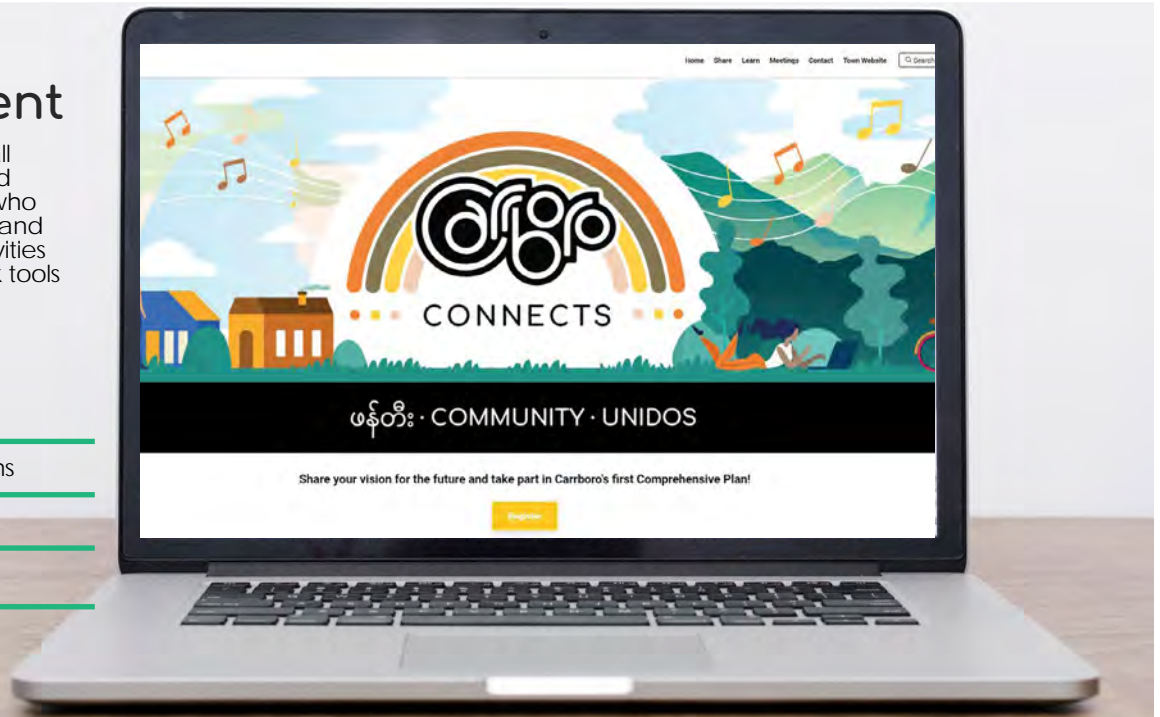 ent
ll
d
who
and
vities
k tools
ns
Home Share Learn Meetings Contact Town Website Search
Carrboro
CONNECTS
ဖန်တီး · COMMUNITY · UNIDOS
Share your vision for the future and take part in Carrboro's first Comprehensive Plan!
Register